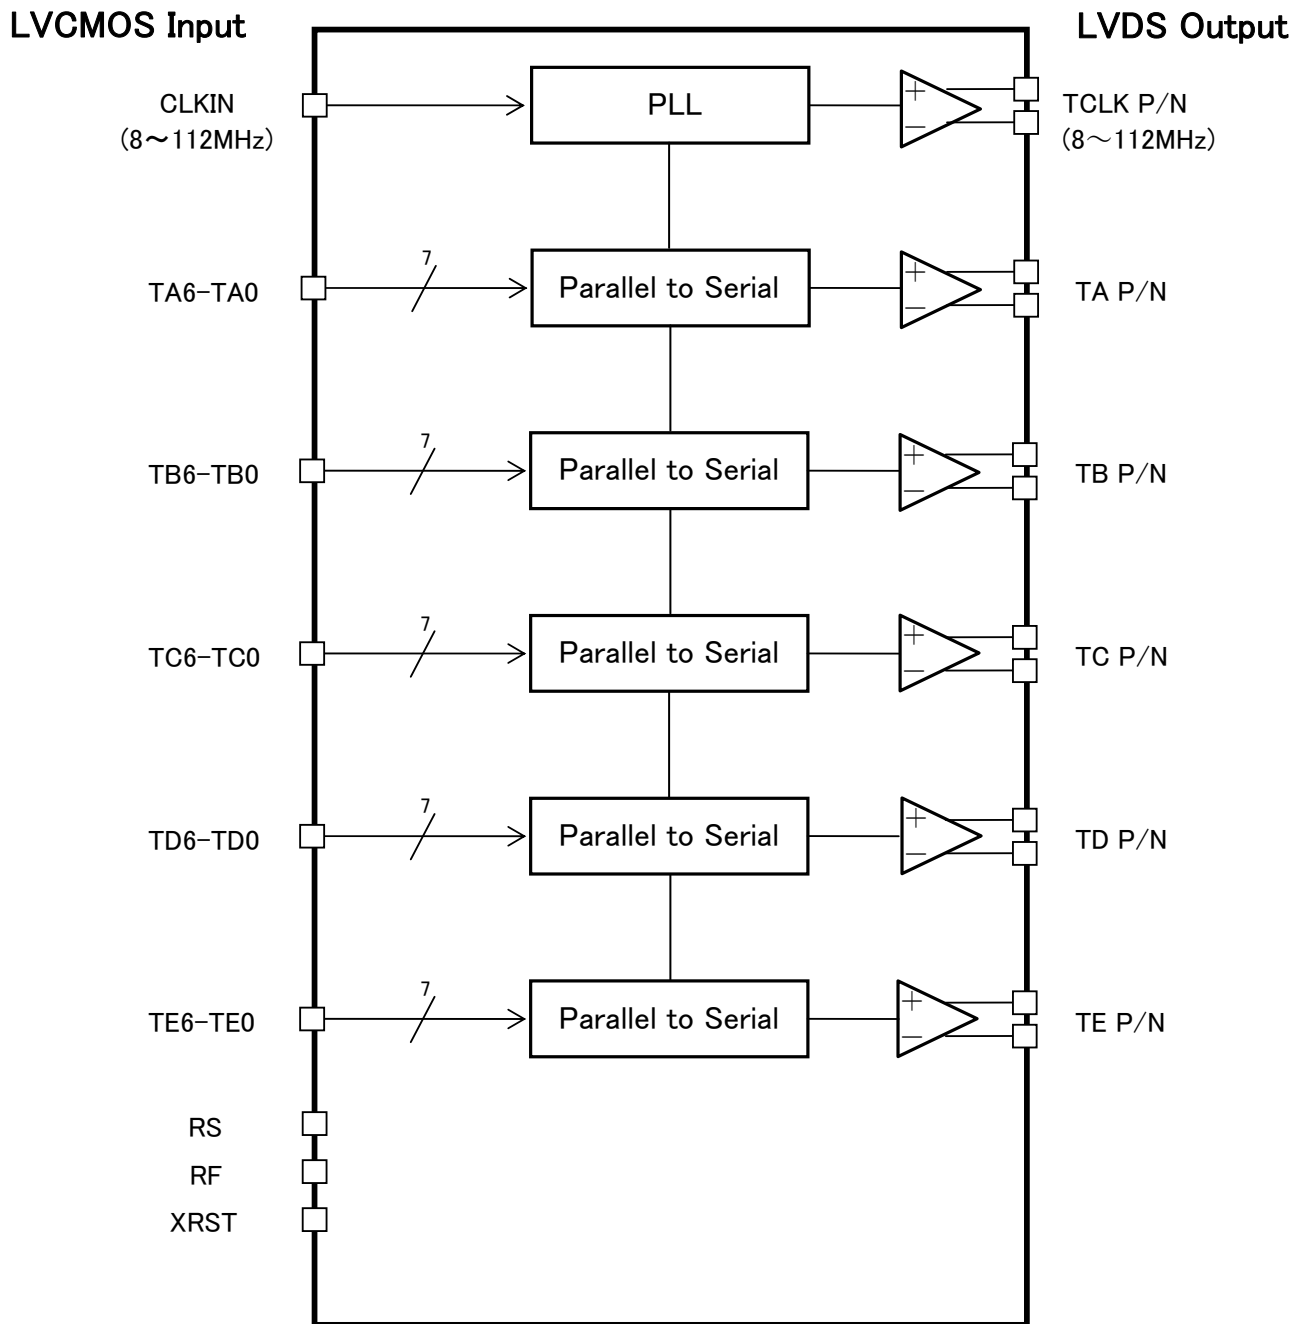 LVCMOS Input
LVDS Output
CLKIN
(8～112MHz)
PLL
+
−
TCLK P/N
(8～112MHz)
TA6-TA0
7
Parallel to Serial
+
−
TA P/N
TB6-TB0
7
Parallel to Serial
+
−
TB P/N
TC6-TC0
7
Parallel to Serial
+
−
TC P/N
TD6-TD0
7
Parallel to Serial
+
−
TD P/N
TE6-TE0
7
Parallel to Serial
+
−
TE P/N
RS
RF
XRST